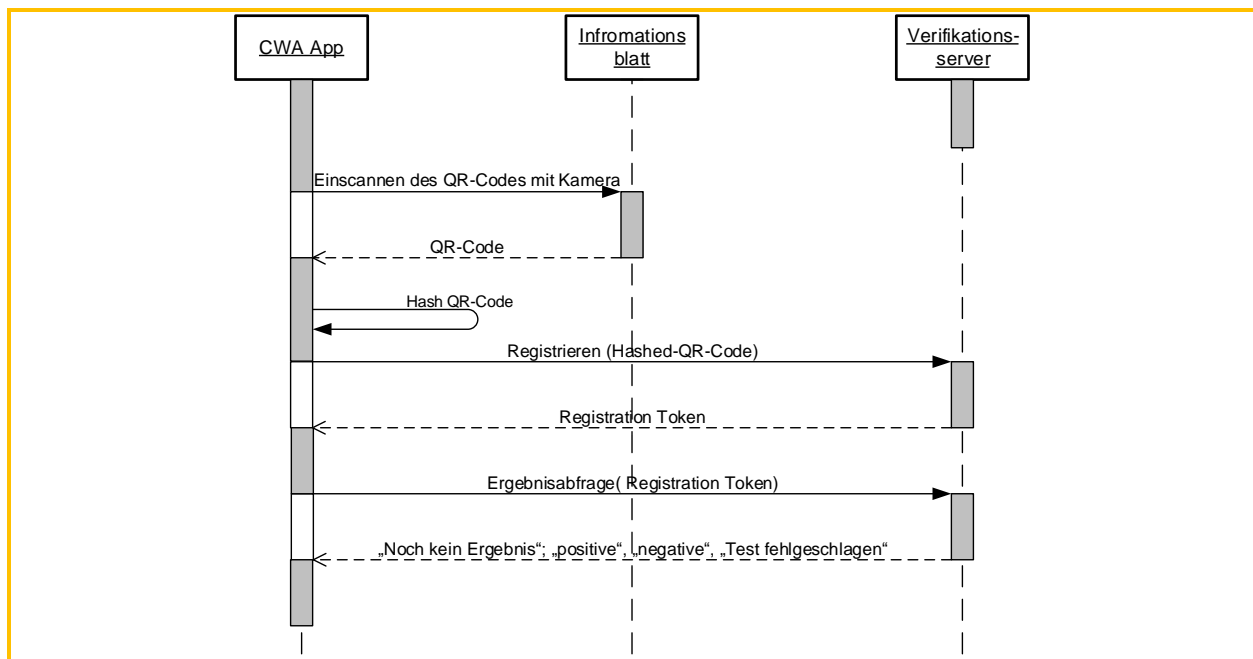 CWA App
Infromations
blatt
Verifikations-
server
Einscannen des QR-Codes mit Kamera
QR-Code
Hash QR-Code
Registrieren (Hashed-QR-Code)
Registration Token
Ergebnisabfrage( Registration Token)
„Noch kein Ergebnis“; „positive“, „negative“, „Test fehlgeschlagen“